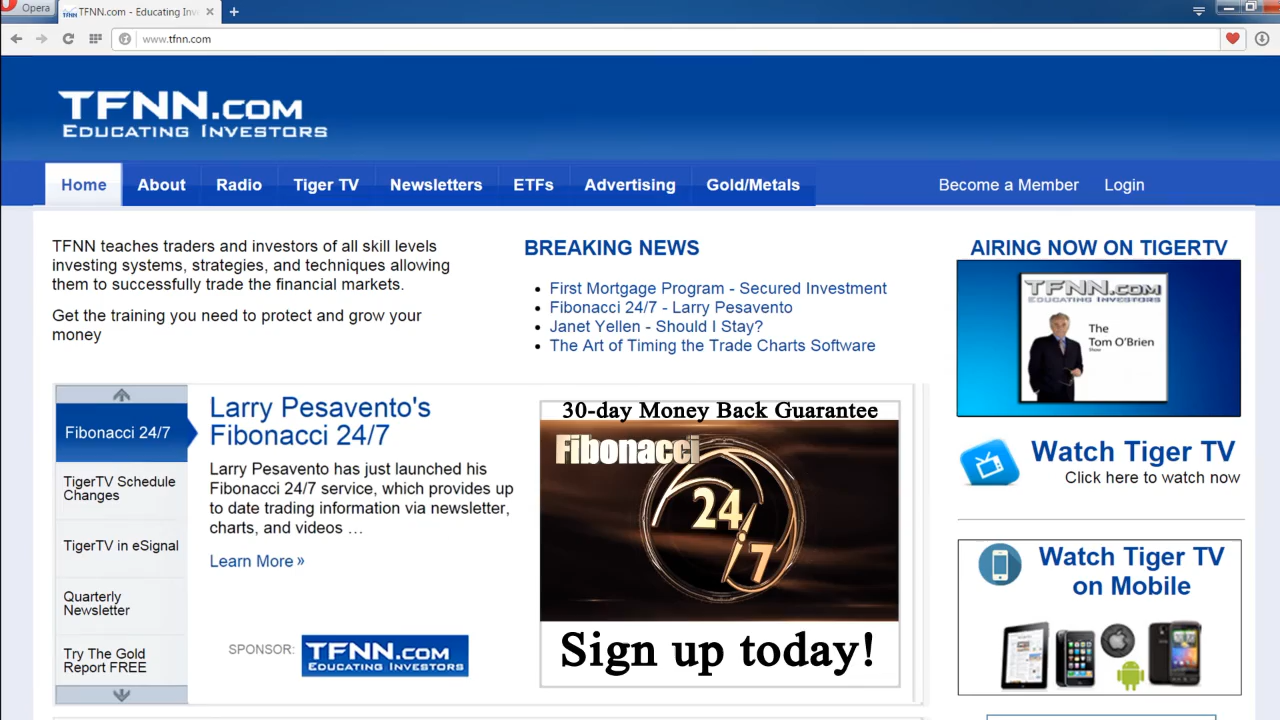 Opera
TFNN.com - Educating Inv
www.tfnn.com
TFNN.COM
EDUCATING INVESTORS
Home
About
Radio
Tiger TV
Newsletters
ETFs
Advertising
Gold/Metals
Become a Member
Login
TFNN teaches traders and investors of all skill levels
investing systems, strategies, and techniques allowing
them to successfully trade the financial markets.
Get the training you need to protect and grow your
money
BREAKING NEWS
First Mortgage Program - Secured Investment
Fibonacci 24/7 - Larry Pesavento
Janet Yellen - Should I Stay?
The Art of Timing the Trade Charts Software
AIRING NOW ON TIGERTV
TFNN.COM
EDUCATING INVESTORS
The
Tom O'Brien
Show
Watch Tiger TV
Click here to watch now
Watch Tiger TV
on Mobile
Fibonacci 24/7
TigerTV Schedule
Changes
TigerTV in eSignal
Quarterly
Newsletter
Try The Gold
Report FREE
Larry Pesavento's
Fibonacci 24/7
Larry Pesavento has just launched his
Fibonacci 24/7 service, which provides up
to date trading information via newsletter,
charts, and videos …
Learn More »
SPONSOR:
TFNN.COM
EDUCATING INVESTORS
30-day Money Back Guarantee
Fibonacci
24/7
Sign up today!